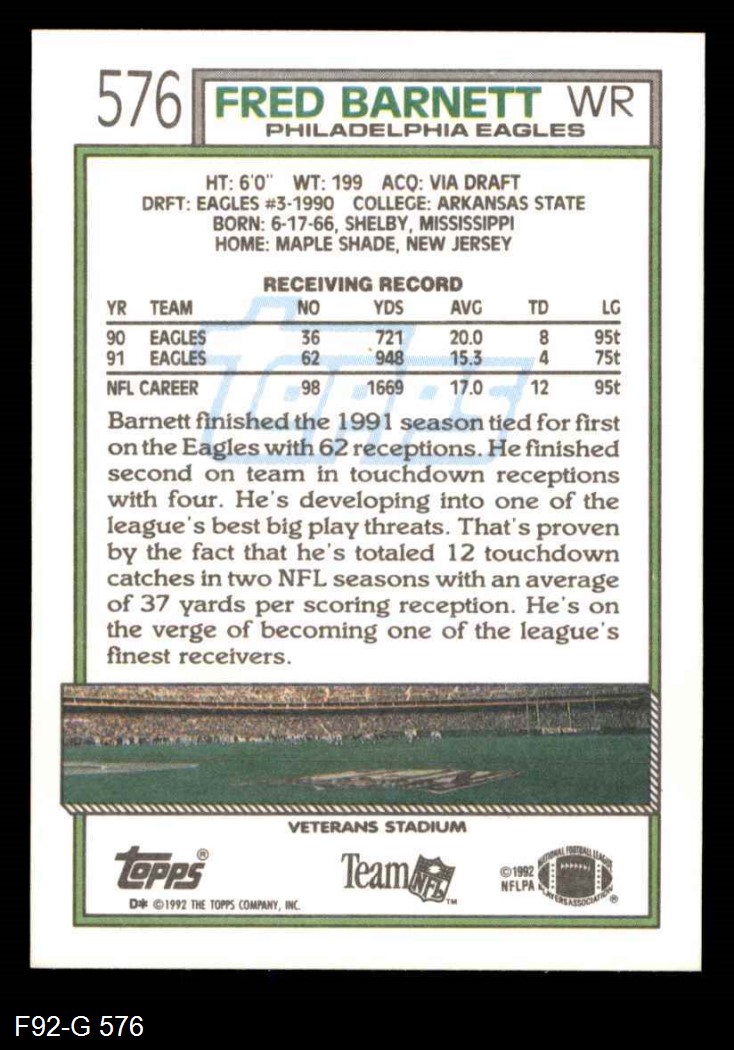 576 FRED BARNETT WR
PHILADELPHIA EAGLES
HT: 6'0" WT: 199 ACQ: VIA DRAFT
DRFT: EAGLES #3-1990 COLLEGE: ARKANSAS STATE
BORN: 6-17-66, SHELBY, MISSISSIPPI
HOME: MAPLE SHADE, NEW JERSEY
RECEIVING RECORD
YR TEAM NO YDS AVG TD LG
90 EAGLES 36 721 20.0 8 95t
91 EAGLES 62 948 15.3 4 75t
NFL CAREER 98 1669 17.0 12 95t
topps
Barnett finished the 1991 season tied for first
on the Eagles with 62 receptions. He finished
second on team in touchdown receptions
with four. He's developing into one of the
league's best big play threats. That's proven
by the fact that he's totaled 12 touchdown
catches in two NFL seasons with an average
of 37 yards per scoring reception. He's on
the verge of becoming one of the league's
finest receivers.
VETERANS STADIUM
topps®
Team NFL™
©1992
NFLPA
NATIONAL FOOTBALL LEAGUE
PLAYERS ASSOCIATION ®
D* ©1992 THE TOPPS COMPANY, INC.
F92-G 576